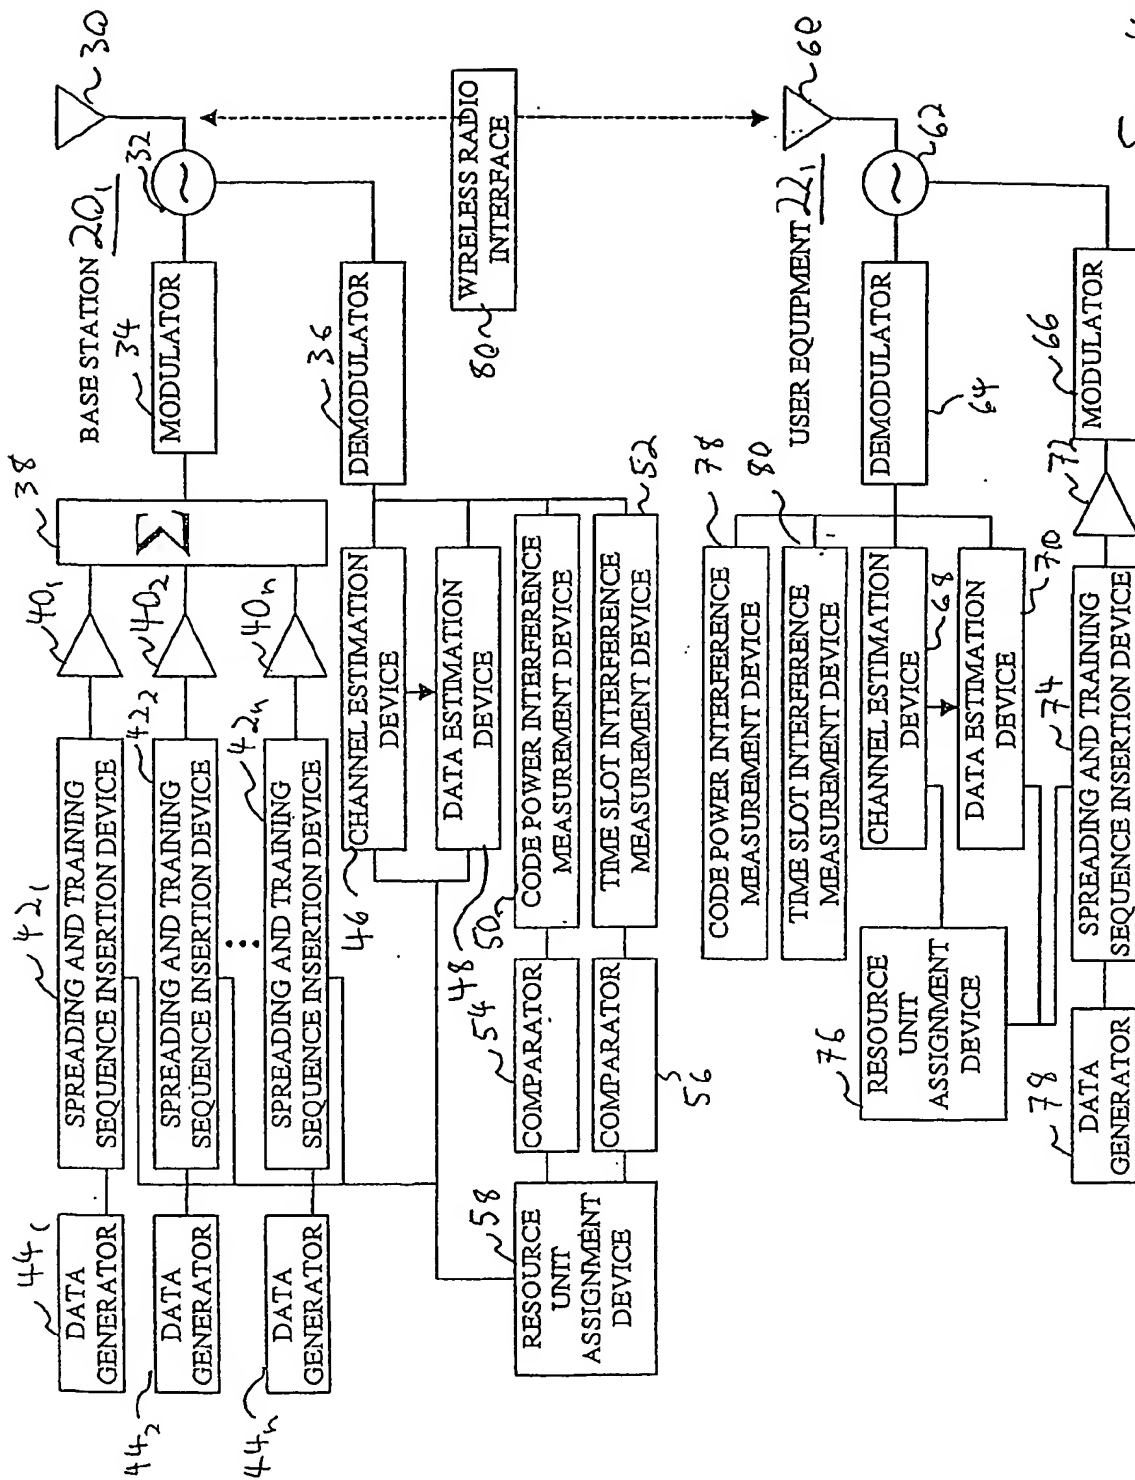 BASE STATION 20₁
30
32
MODULATOR
34
DEMODULATOR
36
38
Σ
40₁
40₂
40n
SPREADING AND TRAINING
SEQUENCE INSERTION DEVICE
42₁
SPREADING AND TRAINING
SEQUENCE INSERTION DEVICE
42₂
SPREADING AND TRAINING
SEQUENCE INSERTION DEVICE
42n
DATA
GENERATOR
44₁
DATA
GENERATOR
44₂
DATA
GENERATOR
44n
CHANNEL ESTIMATION
DEVICE
46
DATA ESTIMATION
DEVICE
48
CODE POWER INTERFERENCE
MEASUREMENT DEVICE
50
TIME SLOT INTERFERENCE
MEASUREMENT DEVICE
52
COMPARATOR
54
COMPARATOR
56
RESOURCE
UNIT
ASSIGNMENT
DEVICE
58
WIRELESS RADIO
INTERFACE
80
USER EQUIPMENT 22₁
60
62
DEMODULATOR
64
MODULATOR
66
CODE POWER INTERFERENCE
MEASUREMENT DEVICE
78
TIME SLOT INTERFERENCE
MEASUREMENT DEVICE
80
CHANNEL ESTIMATION
DEVICE
68
DATA ESTIMATION
DEVICE
70
72
SPREADING AND TRAINING
SEQUENCE INSERTION DEVICE
74
RESOURCE
UNIT
ASSIGNMENT
DEVICE
76
DATA
GENERATOR
78